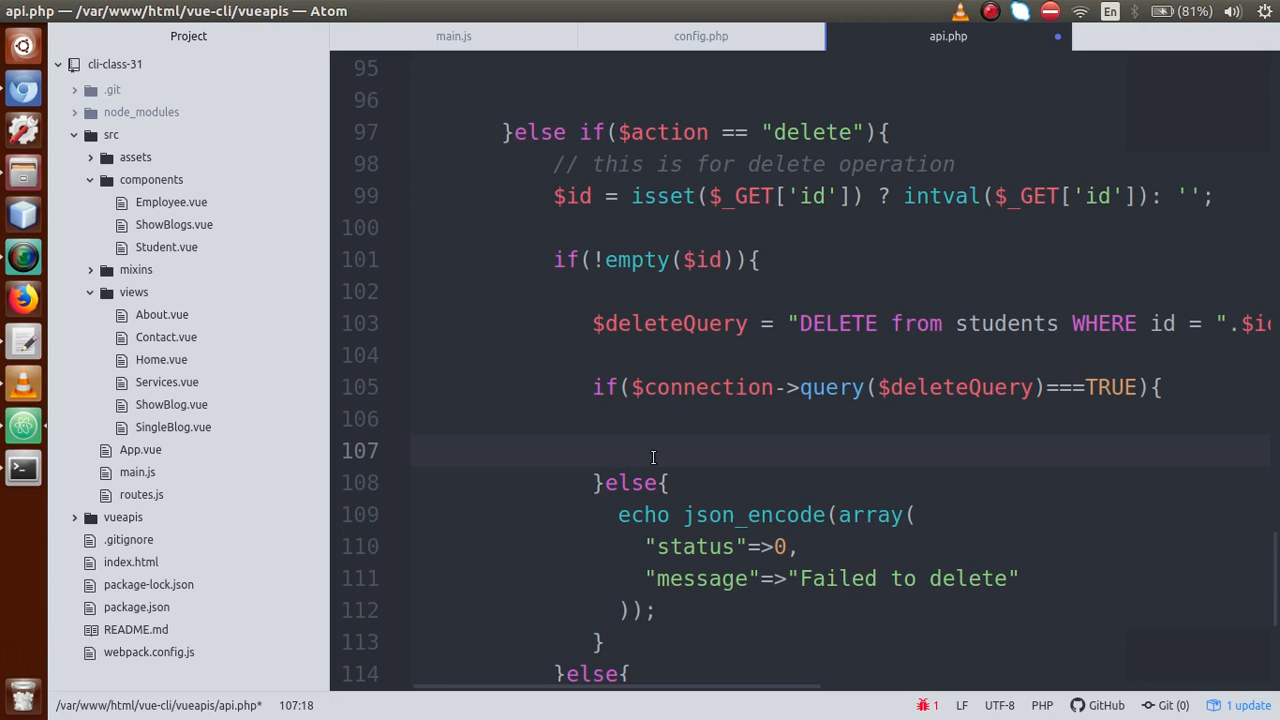 api.php — /var/www/html/vue-cli/vueapis — Atom
En
(81%)
Project
main.js
config.php
api.php
cli-class-31
.git
node_modules
src
assets
components
Employee.vue
ShowBlogs.vue
Student.vue
mixins
views
About.vue
Contact.vue
Home.vue
Services.vue
ShowBlog.vue
SingleBlog.vue
App.vue
main.js
routes.js
vueapis
.gitignore
index.html
package-lock.json
package.json
README.md
webpack.config.js
95
96
97 }else if($action == "delete"){
98 // this is for delete operation
99 $id = isset($_GET['id']) ? intval($_GET['id']): '';
100
101 if(!empty($id)){
102
103 $deleteQuery = "DELETE from students WHERE id = ".$id
104
105 if($connection->query($deleteQuery)===TRUE){
106
107
108 }else{
109 echo json_encode(array(
110 "status"=>0,
111 "message"=>"Failed to delete"
112 ));
113 }
114 }else{
/var/www/html/vue-cli/vueapis/api.php* 107:18
1
LF
UTF-8
PHP
GitHub
Git (0)
1 update